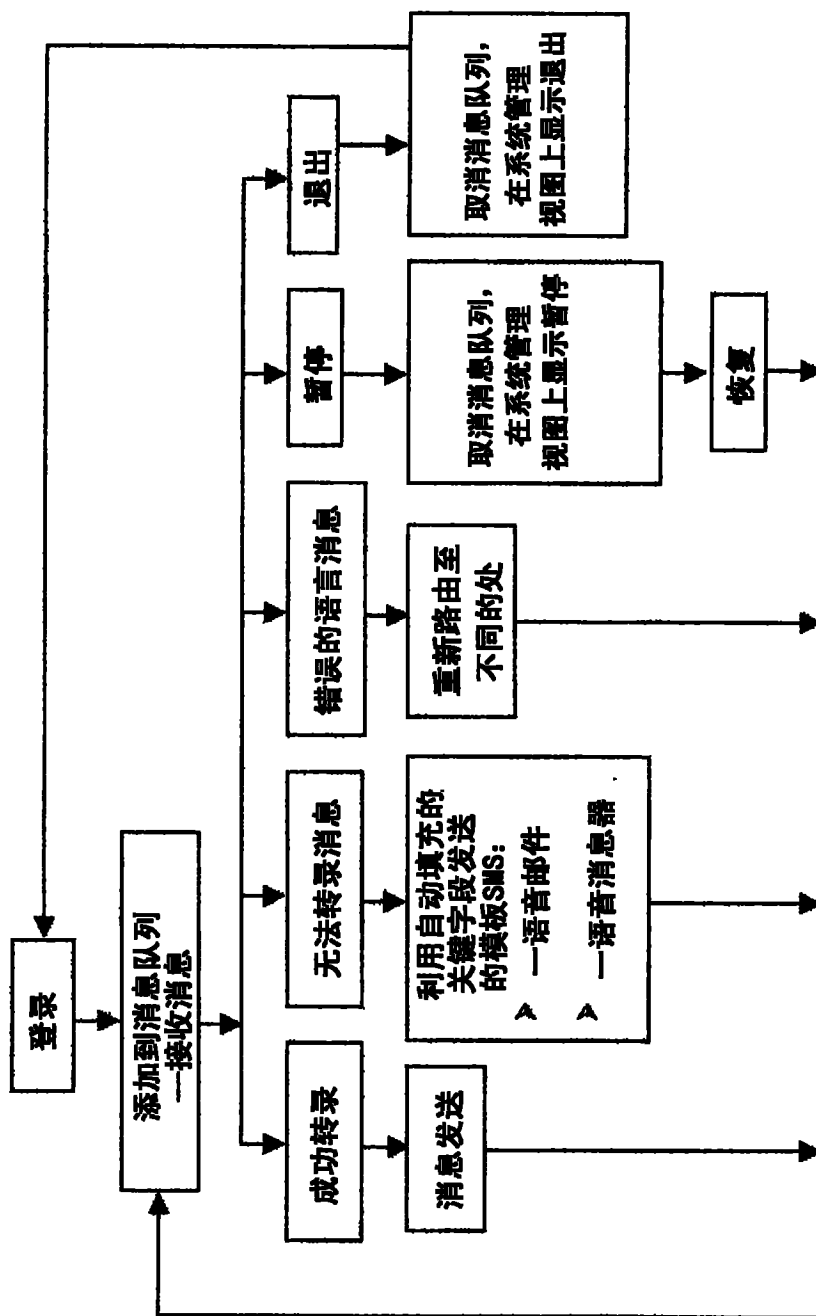 登录
添加到消息队列
—接收消息
成功转录
无法转录消息
错误的语言消息
暂停
退出
消息发送
利用自动填充的
关键字段发送
的模板SMS:
—语音邮件
—语音消息器
重新路由至
不同的处
取消消息队列,
在系统管理
视图上显示暂停
取消消息队列,
在系统管理
视图上显示退出
恢复